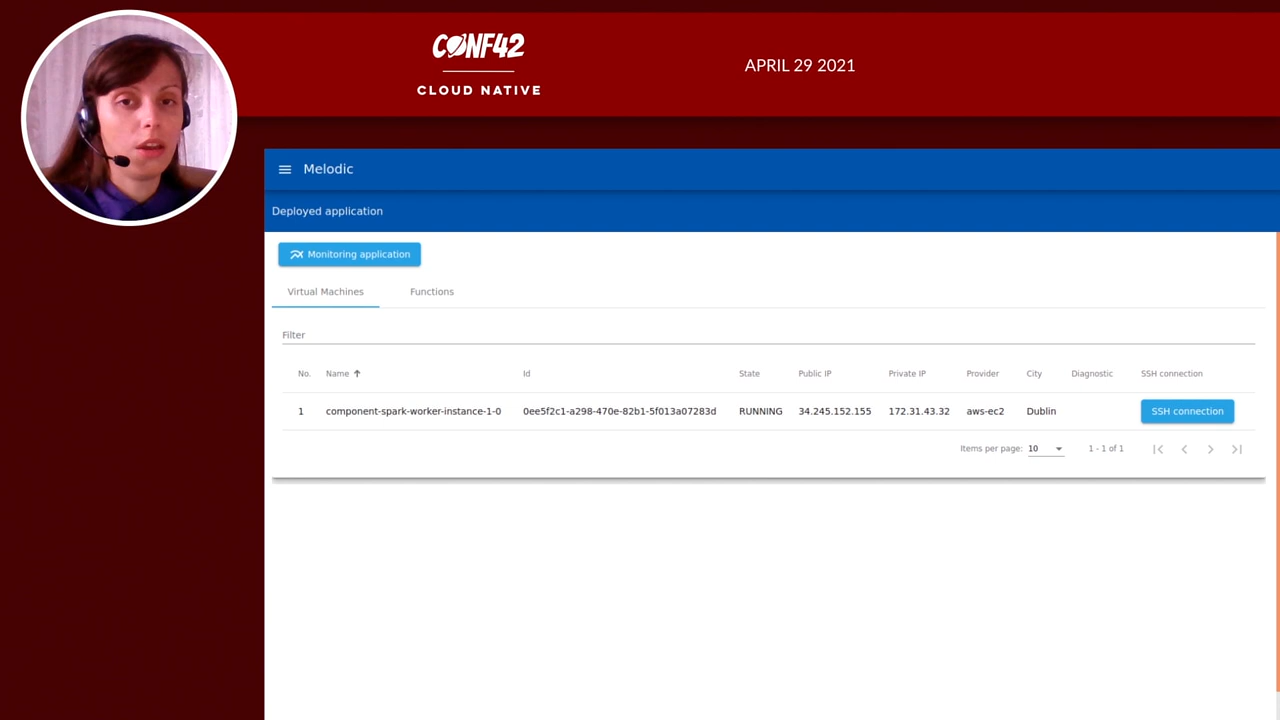 CONF42
CLOUD NATIVE
APRIL 29 2021
Melodic
Deployed application
Monitoring application
Virtual Machines Functions
Filter
No. Name Id State Public IP Private IP Provider City Diagnostic SSH connection
1 component-spark-worker-instance-1-0 0ee5f2c1-a298-470e-82b1-5f013a07283d RUNNING 34.245.152.155 172.31.43.32 aws-ec2 Dublin SSH connection
Items per page: 10 1 - 1 of 1